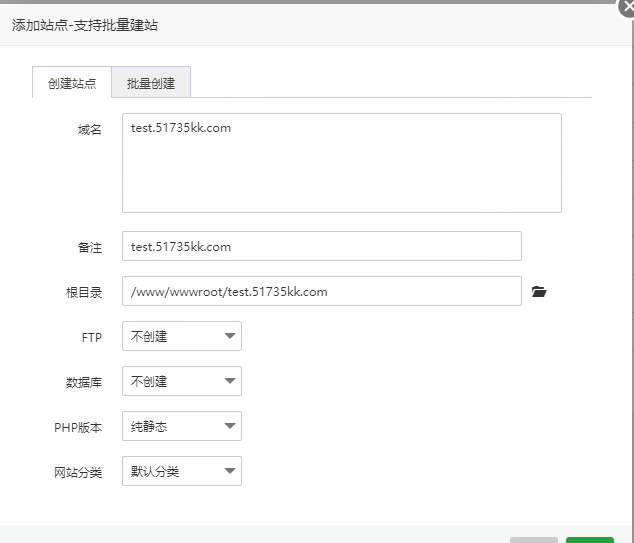 添加站点-支持批量建站
创建站点 批量创建
域名 test.51735kk.com
备注 test.51735kk.com
根目录 /www/wwwroot/test.51735kk.com
FTP 不创建
数据库 不创建
PHP版本 纯静态
网站分类 默认分类